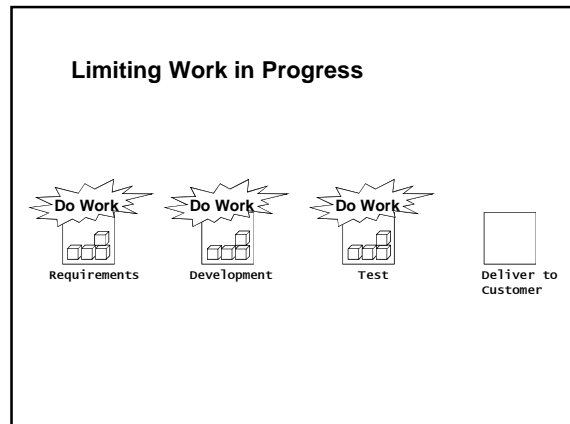 Limiting Work in Progress
Do Work Do Work Do Work
Requirements Development Test Deliver to
Customer